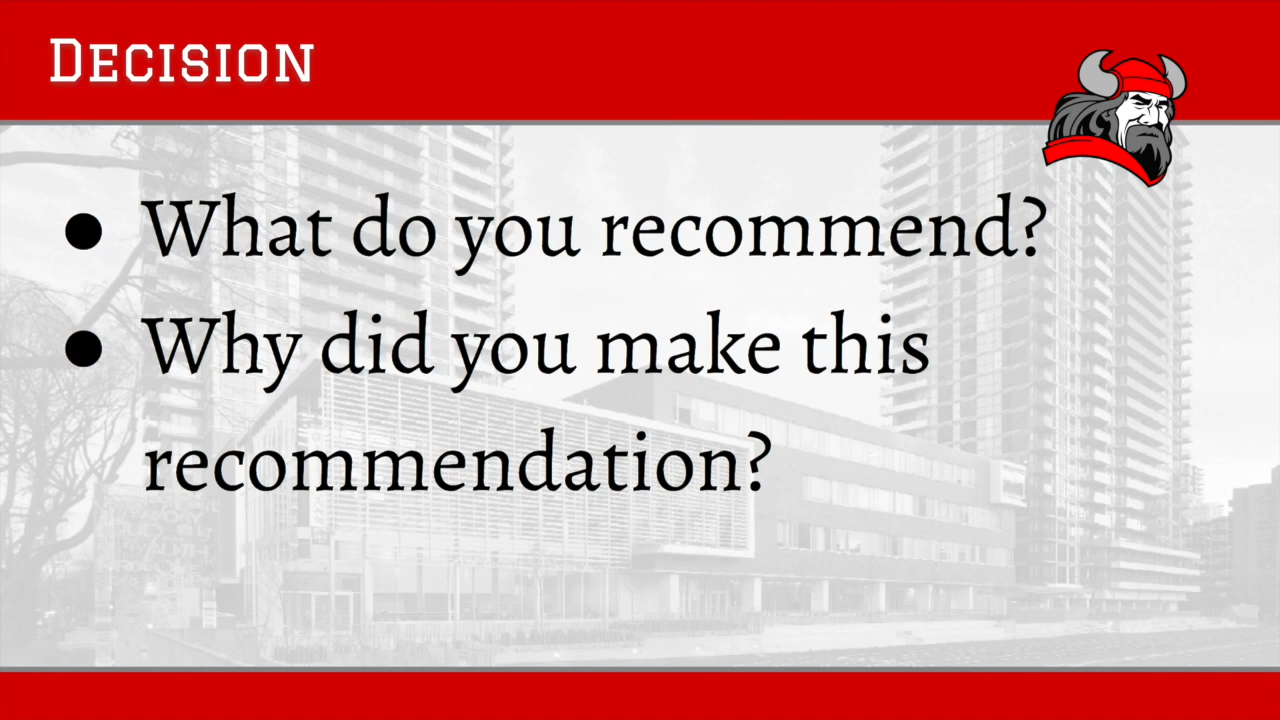 Decision
● What do you recommend?
● Why did you make this
recommendation?